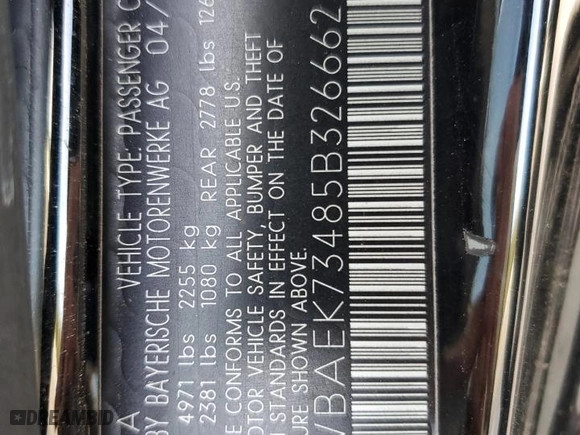 A VEHICLE TYPE: PASSENGER C
BY BAYERISCHE MOTORENWERKE AG 04/
4971 lbs 2255 kg
2381 lbs 1080 kg REAR 2778 lbs 126
E CONFORMS TO ALL APPLICABLE U.S.
OTOR VEHICLE SAFETY, BUMPER AND THEFT
N STANDARDS IN EFFECT ON THE DATE OF
URE SHOWN ABOVE.
BAEK73485B326662
DREAMBID